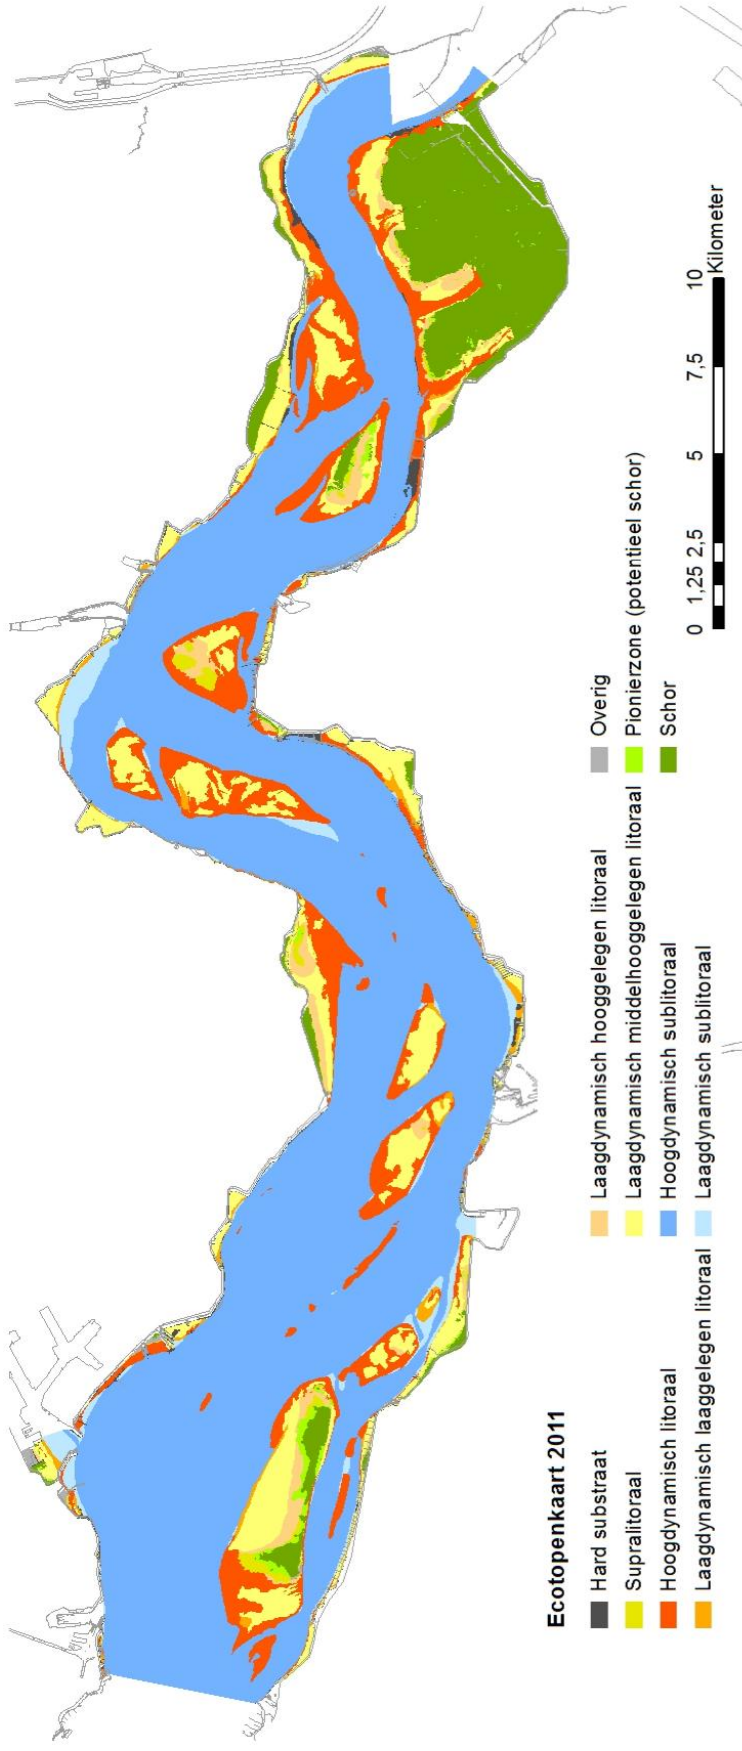 Ecotopenkaart 2011
Hard substraat
Supralitoraal
Hoogdynamisch litoraal
Laagdynamisch laaggelegen litoraal
Laagdynamisch hooggelegen litoraal
Laagdynamisch middelhooggelegen litoraal
Hoogdynamisch sublitoraal
Laagdynamisch sublitoraal
Overig
Pionierzone (potentieel schor)
Schor
0 1,25 2,5 5 7,5 10
Kilometer